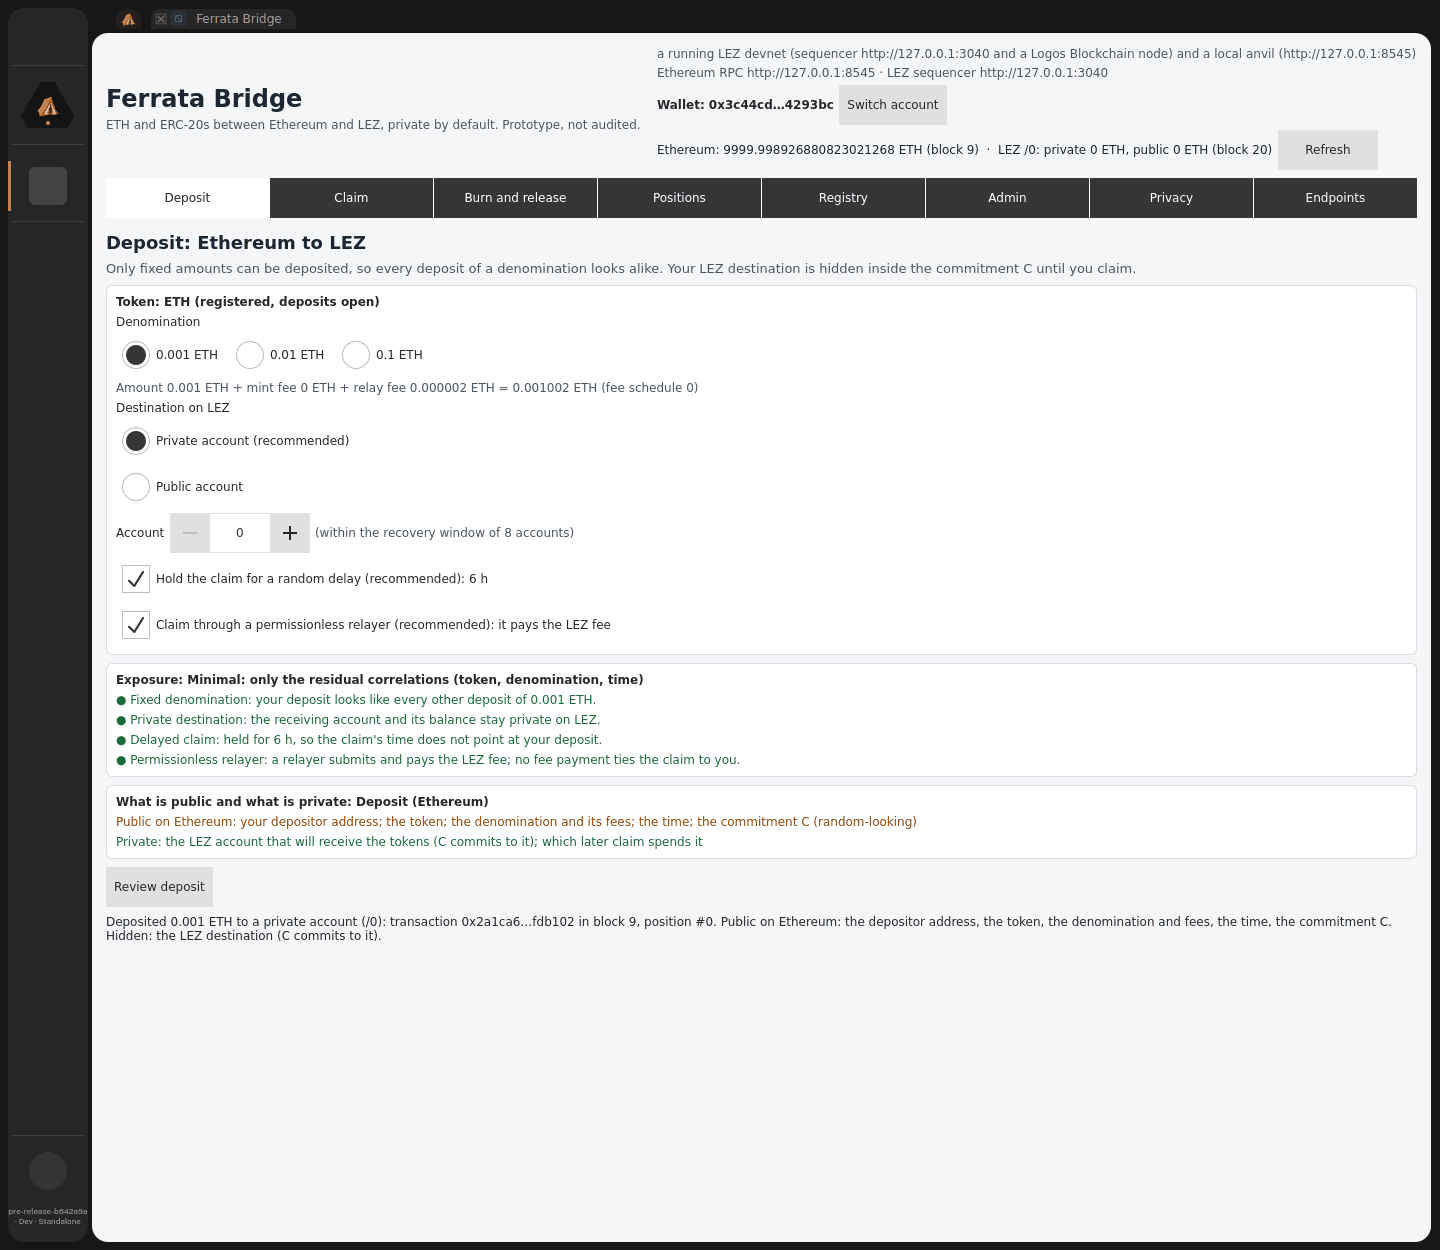 Ferrata Bridge
a running LEZ devnet (sequencer http://127.0.0.1:3040 and a Logos Blockchain node) and a local anvil (http://127.0.0.1:8545)
Ethereum RPC http://127.0.0.1:8545 · LEZ sequencer http://127.0.0.1:3040
Ferrata Bridge
ETH and ERC-20s between Ethereum and LEZ, private by default. Prototype, not audited.
Wallet: 0x3c44cd…4293bc Switch account
Ethereum: 9999.998926880823021268 ETH (block 9) · LEZ /0: private 0 ETH, public 0 ETH (block 20) Refresh
Deposit Claim Burn and release Positions Registry Admin Privacy Endpoints
Deposit: Ethereum to LEZ
Only fixed amounts can be deposited, so every deposit of a denomination looks alike. Your LEZ destination is hidden inside the commitment C until you claim.
Token: ETH (registered, deposits open)
Denomination
0.001 ETH 0.01 ETH 0.1 ETH
Amount 0.001 ETH + mint fee 0 ETH + relay fee 0.000002 ETH = 0.001002 ETH (fee schedule 0)
Destination on LEZ
Private account (recommended)
Public account
Account 0 (within the recovery window of 8 accounts)
Hold the claim for a random delay (recommended): 6 h
Claim through a permissionless relayer (recommended): it pays the LEZ fee
Exposure: Minimal: only the residual correlations (token, denomination, time)
● Fixed denomination: your deposit looks like every other deposit of 0.001 ETH.
● Private destination: the receiving account and its balance stay private on LEZ.
● Delayed claim: held for 6 h, so the claim's time does not point at your deposit.
● Permissionless relayer: a relayer submits and pays the LEZ fee; no fee payment ties the claim to you.
What is public and what is private: Deposit (Ethereum)
Public on Ethereum: your depositor address; the token; the denomination and its fees; the time; the commitment C (random-looking)
Private: the LEZ account that will receive the tokens (C commits to it); which later claim spends it
Review deposit
Deposited 0.001 ETH to a private account (/0): transaction 0x2a1ca6…fdb102 in block 9, position #0. Public on Ethereum: the depositor address, the token, the denomination and fees, the time, the commitment C.
Hidden: the LEZ destination (C commits to it).
pre-release-b642a9a
· Dev · Standalone